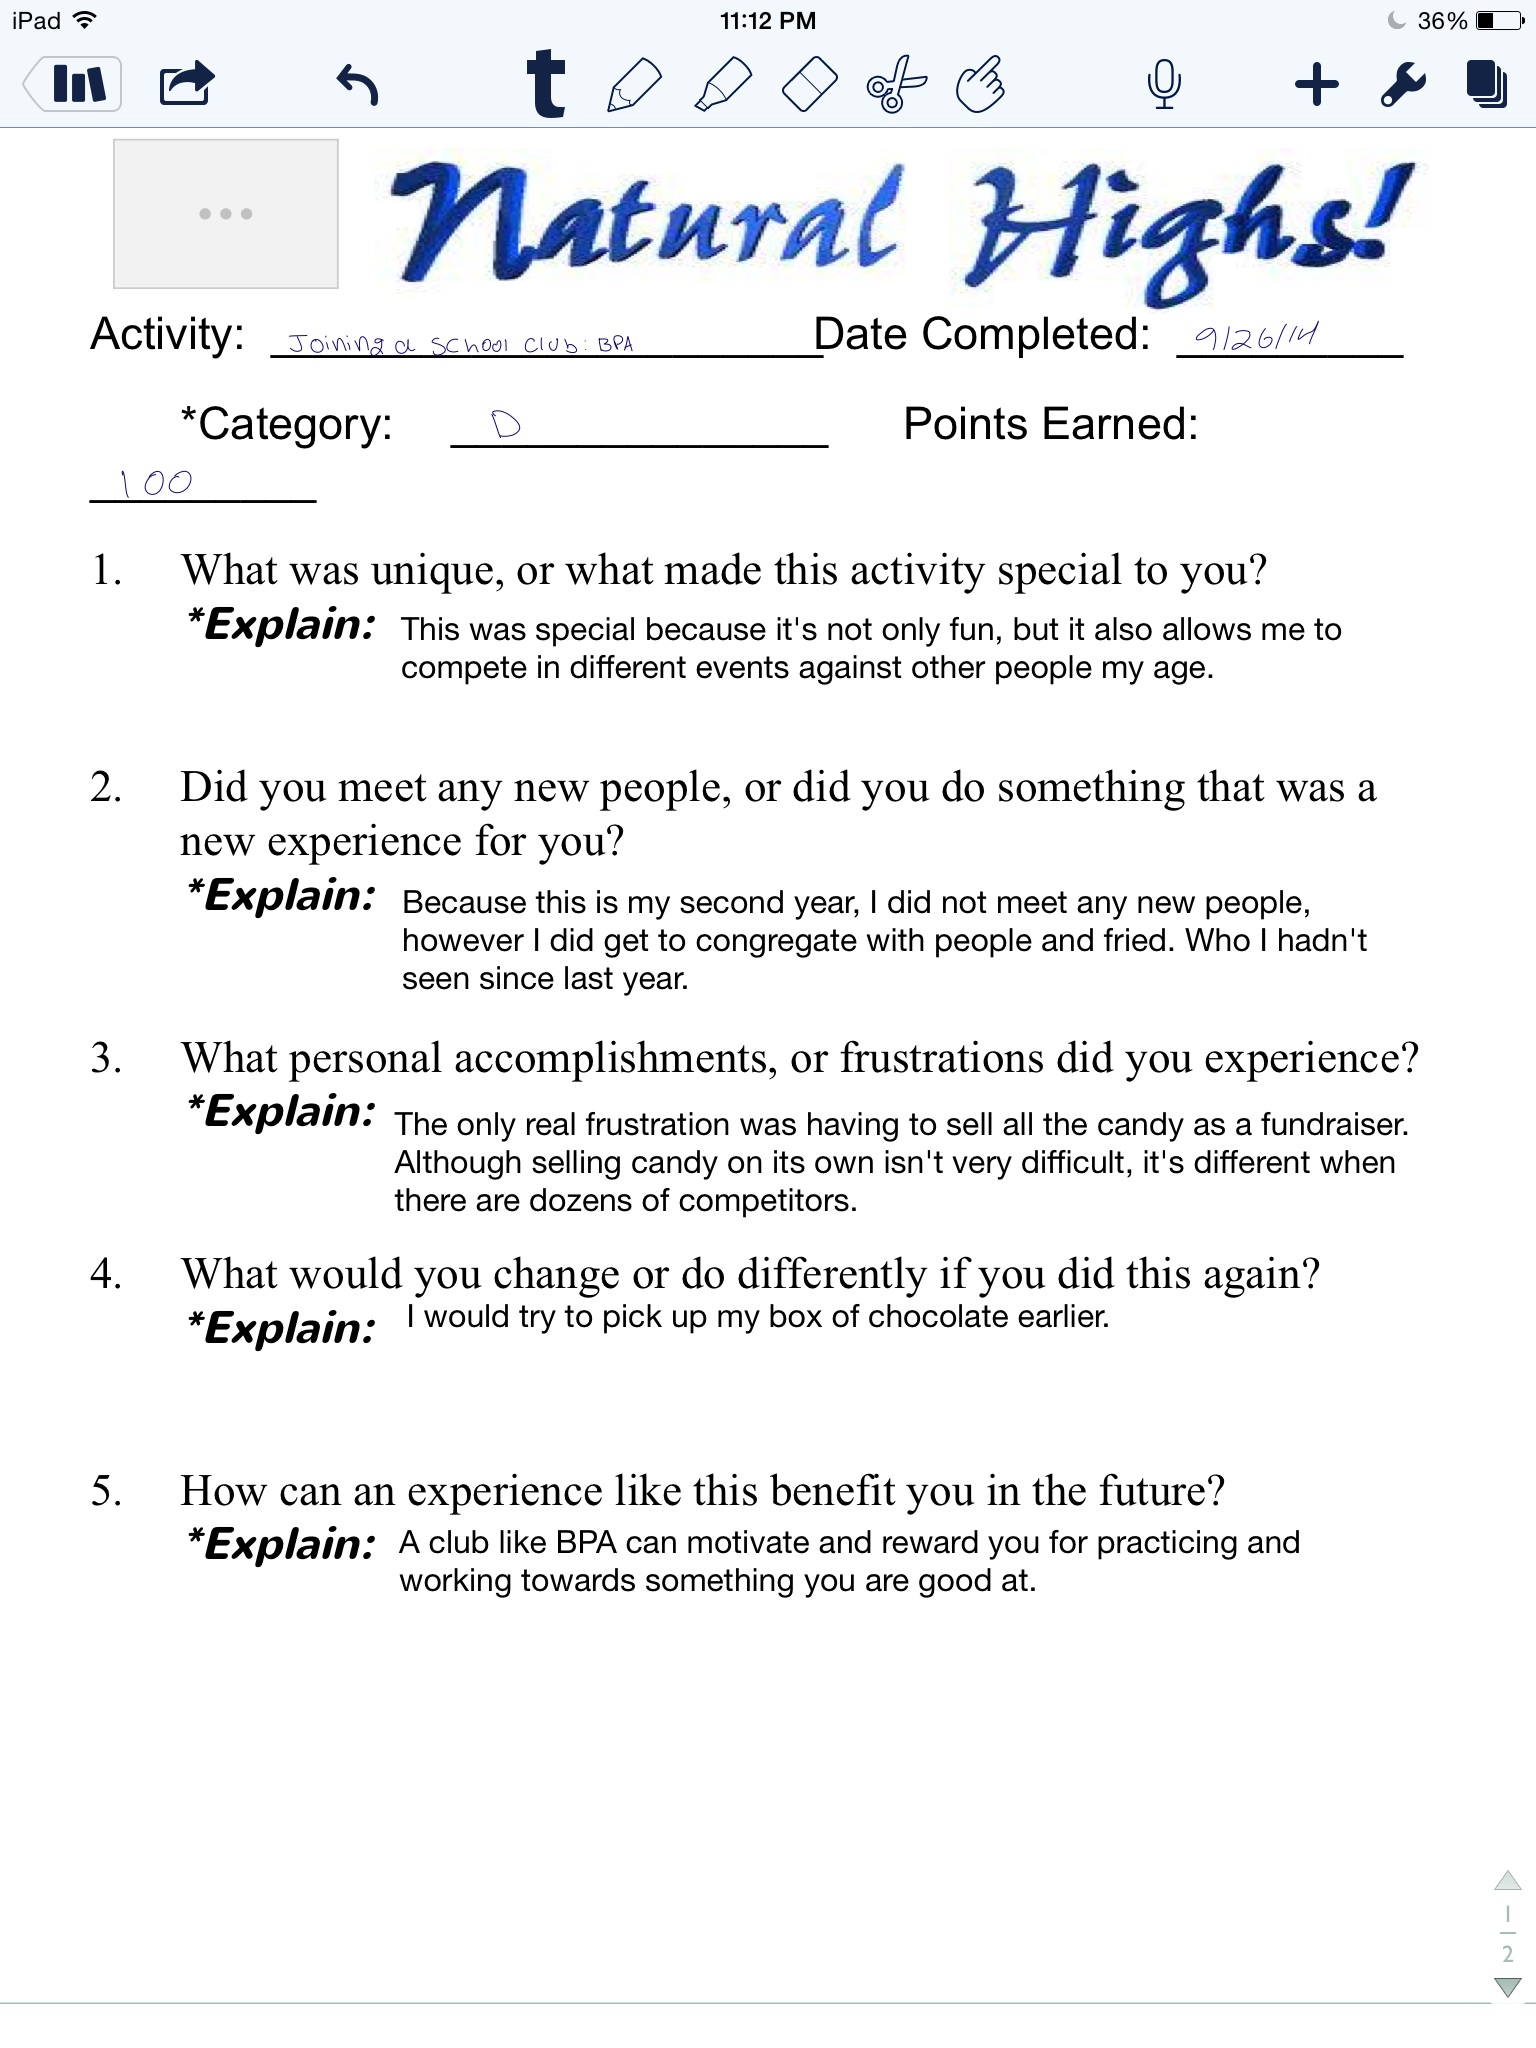 iPad 11:12 PM 36%
t
Natural Highs!
Activity: Joining a School Club: BPA Date Completed: 9/26/14
*Category: D Points Earned:
100
1. What was unique, or what made this activity special to you?
*Explain: This was special because it's not only fun, but it also allows me to
compete in different events against other people my age.
2. Did you meet any new people, or did you do something that was a
new experience for you?
*Explain: Because this is my second year, I did not meet any new people,
however I did get to congregate with people and fried. Who I hadn't
seen since last year.
3. What personal accomplishments, or frustrations did you experience?
*Explain: The only real frustration was having to sell all the candy as a fundraiser.
Although selling candy on its own isn't very difficult, it's different when
there are dozens of competitors.
4. What would you change or do differently if you did this again?
*Explain: I would try to pick up my box of chocolate earlier.
5. How can an experience like this benefit you in the future?
*Explain: A club like BPA can motivate and reward you for practicing and
working towards something you are good at.
1
2